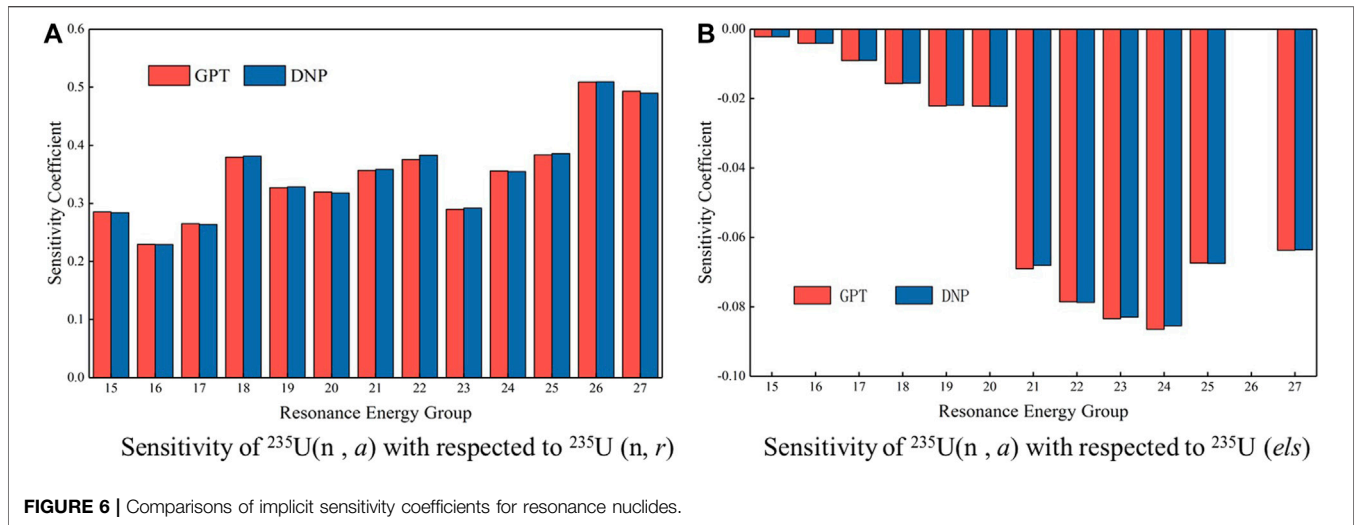 A
0.6
0.5
0.4
0.3
0.2
0.1
0.0
Sensitivity Coefficient
GPT DNP
15 16 17 18 19 20 21 22 23 24 25 26 27
Resonance Energy Group
Sensitivity of ²³⁵U(n , a) with respected to ²³⁵U (n, r)
B
0.00
-0.02
-0.04
-0.06
-0.08
-0.10
Sensitivity Coefficient
GPT DNP
15 16 17 18 19 20 21 22 23 24 25 26 27
Resonance Energy Group
Sensitivity of ²³⁵U(n , a) with respected to ²³⁵U (els)
FIGURE 6 | Comparisons of implicit sensitivity coefficients for resonance nuclides.